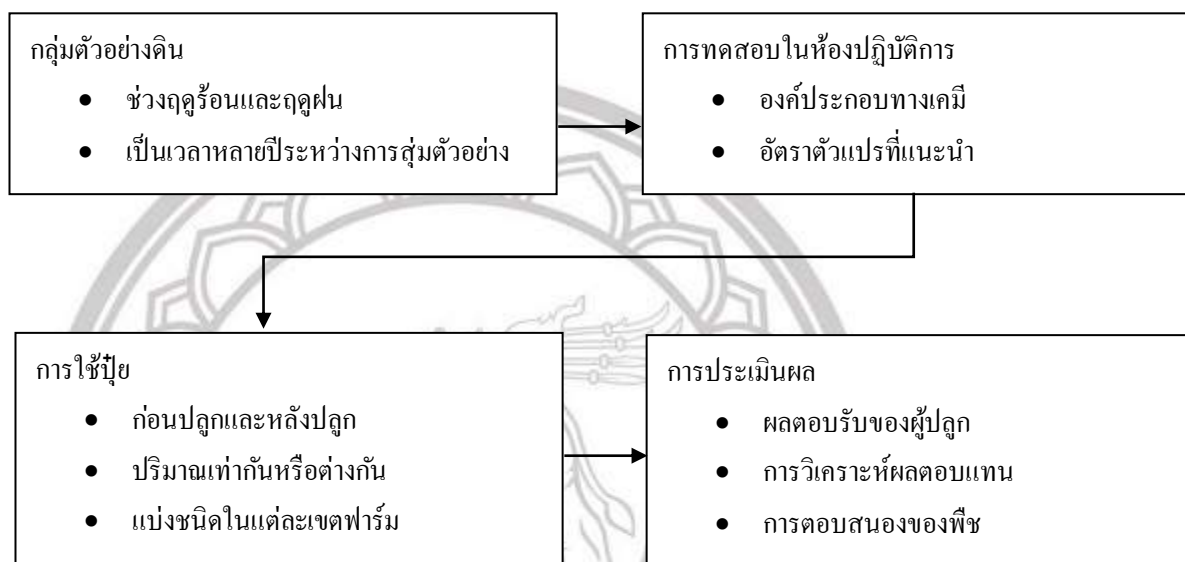 กลุ่มตัวอย่างดิน
● ช่วงฤดูร้อนและฤดูฝน
● เป็นเวลาหลายปีระหว่างการสุ่มตัวอย่าง
การทดสอบในห้องปฏิบัติการ
● องค์ประกอบทางเคมี
● อัตราตัวแปรที่แนะนำ
การใช้ปุ๋ย
● ก่อนปลูกและหลังปลูก
● ปริมาณเท่ากันหรือต่างกัน
● แบ่งชนิดในแต่ละเขตฟาร์ม
การประเมินผล
● ผลตอบรับของผู้ปลูก
● การวิเคราะห์ผลตอบแทน
● การตอบสนองของพืช